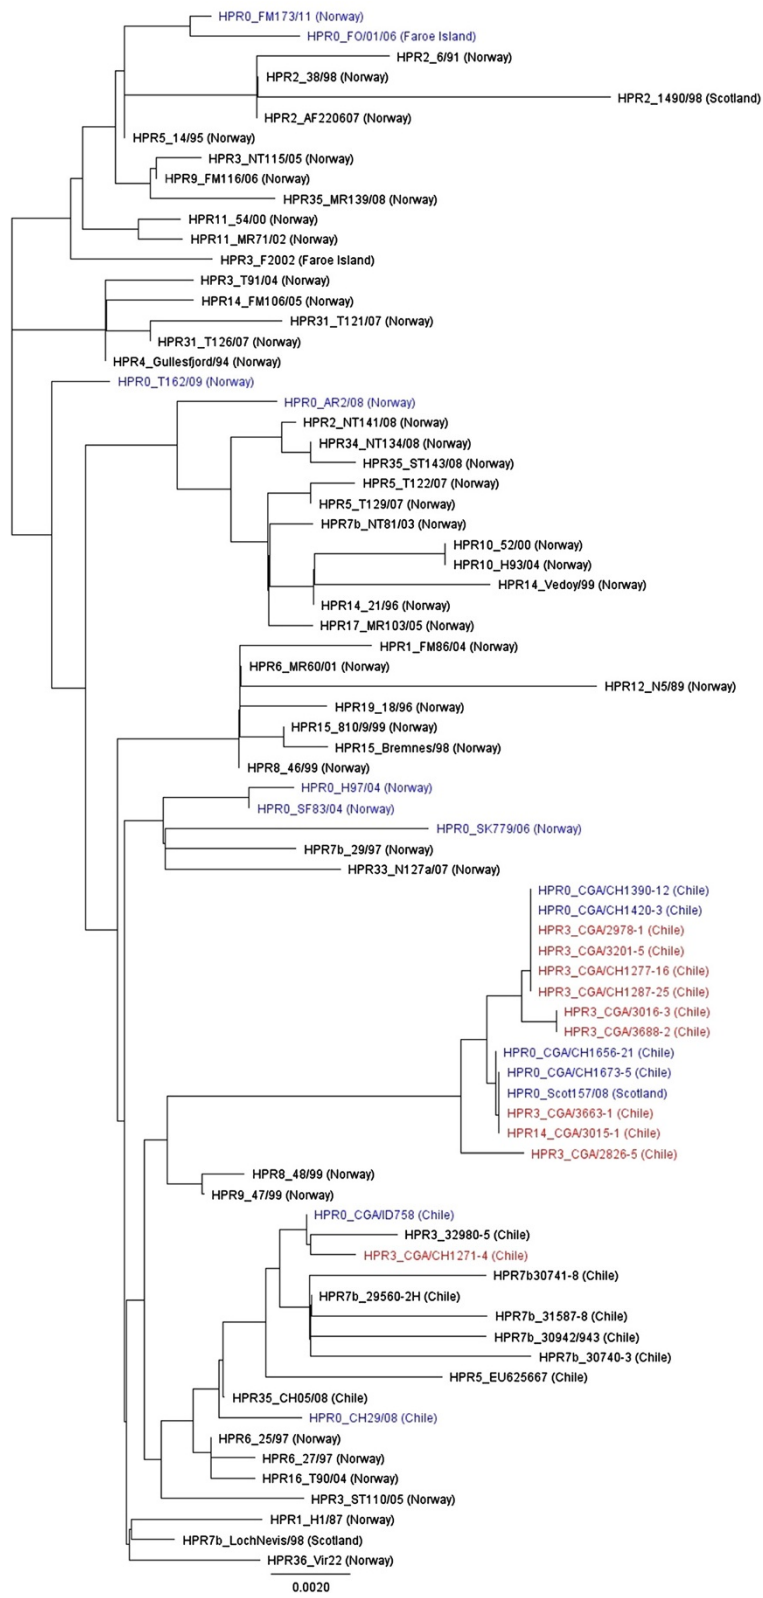 HPR0_FM173/11 (Norway)
HPR0_FO/01/06 (Faroe Island)
HPR2_6/91 (Norway)
HPR2_38/98 (Norway)
HPR2_1490/98 (Scotland)
HPR2_AF220607 (Norway)
HPR5_14/95 (Norway)
HPR3_NT115/05 (Norway)
HPR9_FM116/06 (Norway)
HPR35_MR139/08 (Norway)
HPR11_54/00 (Norway)
HPR11_MR71/02 (Norway)
HPR3_F2002 (Faroe Island)
HPR3_T91/04 (Norway)
HPR14_FM106/05 (Norway)
HPR31_T121/07 (Norway)
HPR31_T126/07 (Norway)
HPR4_Gullesfjord/94 (Norway)
HPR0_T162/09 (Norway)
HPR0_AR2/08 (Norway)
HPR2_NT141/08 (Norway)
HPR34_NT134/08 (Norway)
HPR35_ST143/08 (Norway)
HPR5_T122/07 (Norway)
HPR5_T129/07 (Norway)
HPR7b_NT81/03 (Norway)
HPR10_52/00 (Norway)
HPR10_H93/04 (Norway)
HPR14_Vedoy/99 (Norway)
HPR14_21/96 (Norway)
HPR17_MR103/05 (Norway)
HPR1_FM86/04 (Norway)
HPR6_MR60/01 (Norway)
HPR12_N5/89 (Norway)
HPR19_18/96 (Norway)
HPR15_810/9/99 (Norway)
HPR15_Bremnes/98 (Norway)
HPR8_46/99 (Norway)
HPR0_H97/04 (Norway)
HPR0_SF83/04 (Norway)
HPR0_SK779/06 (Norway)
HPR7b_29/97 (Norway)
HPR33_N127a/07 (Norway)
HPR0_CGA/CH1390-12 (Chile)
HPR0_CGA/CH1420-3 (Chile)
HPR3_CGA/2978-1 (Chile)
HPR3_CGA/3201-5 (Chile)
HPR3_CGA/CH1277-16 (Chile)
HPR3_CGA/CH1287-25 (Chile)
HPR3_CGA/3016-3 (Chile)
HPR3_CGA/3688-2 (Chile)
HPR0_CGA/CH1656-21 (Chile)
HPR0_CGA/CH1673-5 (Chile)
HPR0_Scot157/08 (Scotland)
HPR3_CGA/3663-1 (Chile)
HPR14_CGA/3015-1 (Chile)
HPR3_CGA/2826-5 (Chile)
HPR8_48/99 (Norway)
HPR9_47/99 (Norway)
HPR0_CGA/ID758 (Chile)
HPR3_32980-5 (Chile)
HPR3_CGA/CH1271-4 (Chile)
HPR7b30741-8 (Chile)
HPR7b_29560-2H (Chile)
HPR7b_31587-8 (Chile)
HPR7b_30942/943 (Chile)
HPR7b_30740-3 (Chile)
HPR5_EU625667 (Chile)
HPR35_CH05/08 (Chile)
HPR0_CH29/08 (Chile)
HPR6_25/97 (Norway)
HPR6_27/97 (Norway)
HPR16_T90/04 (Norway)
HPR3_ST110/05 (Norway)
HPR1_H1/87 (Norway)
HPR7b_LochNevis/98 (Scotland)
HPR36_Vir22 (Norway)
0.0020